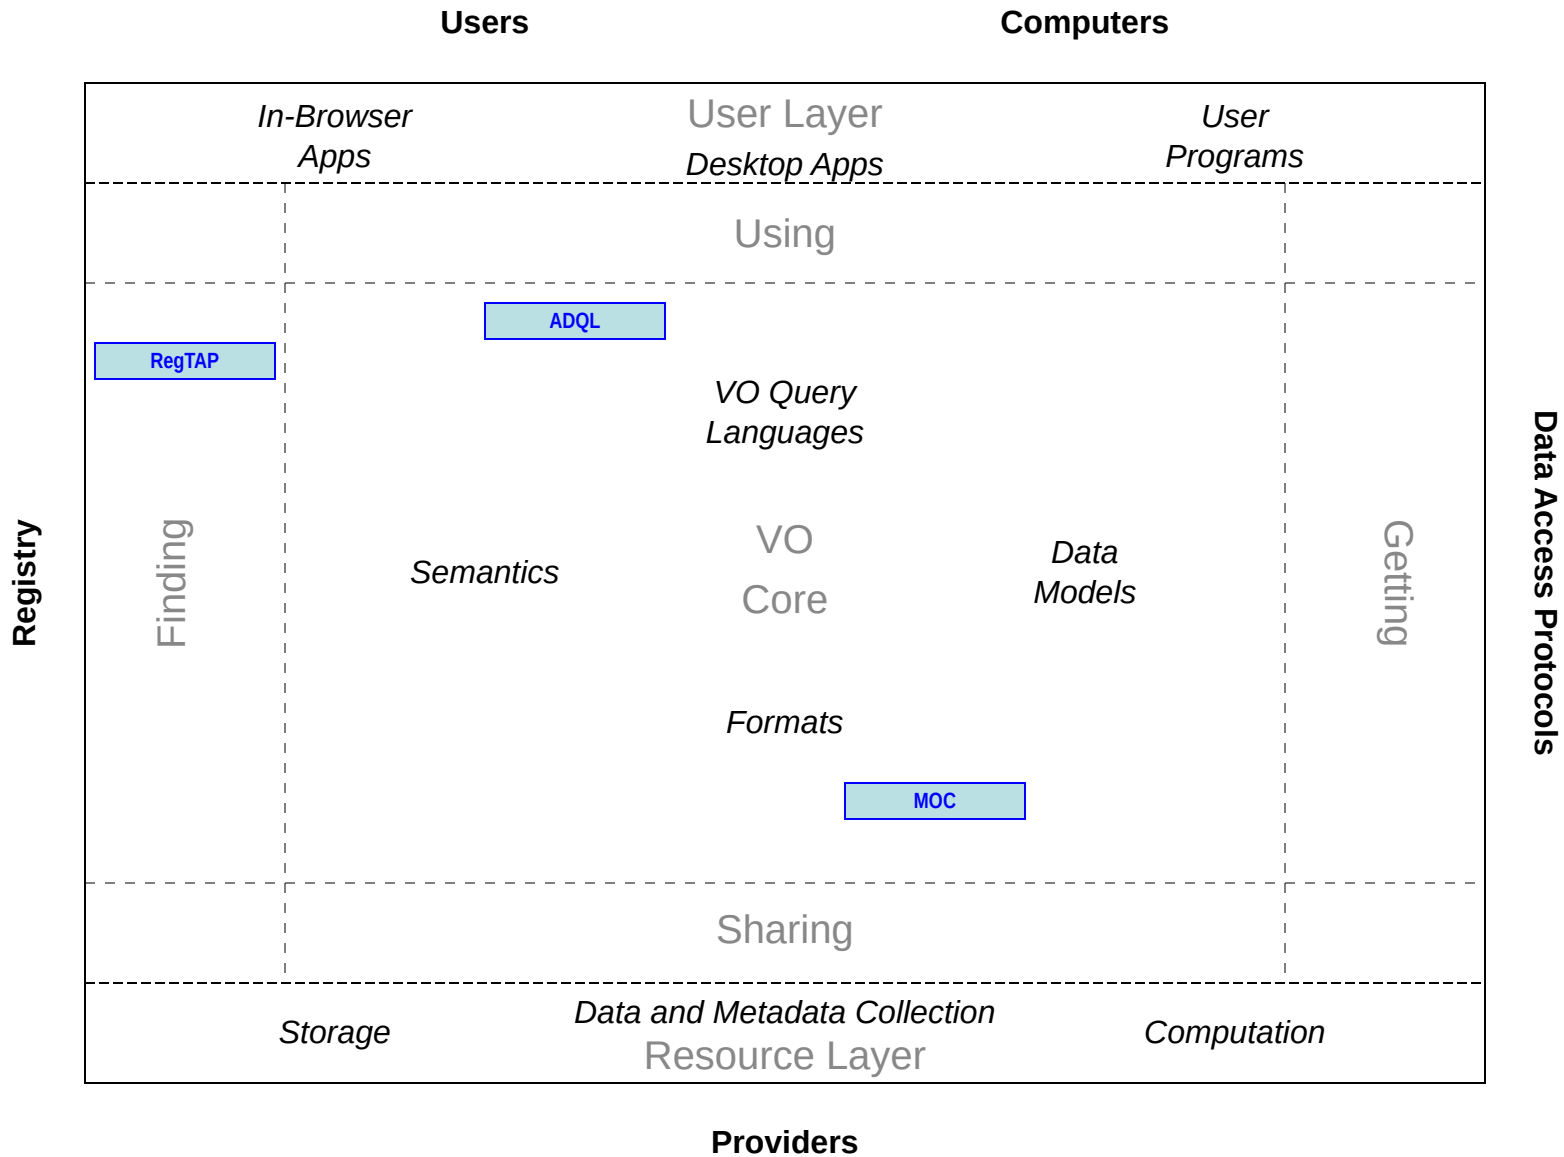 Users
Computers
In-Browser
Apps
User Layer
Desktop Apps
User
Programs
Using
ADQL
RegTAP
VO Query
Languages
Registry
Finding
Semantics
VO
Core
Data
Models
Getting
Data Access Protocols
Formats
MOC
Sharing
Storage
Data and Metadata Collection
Resource Layer
Computation
Providers